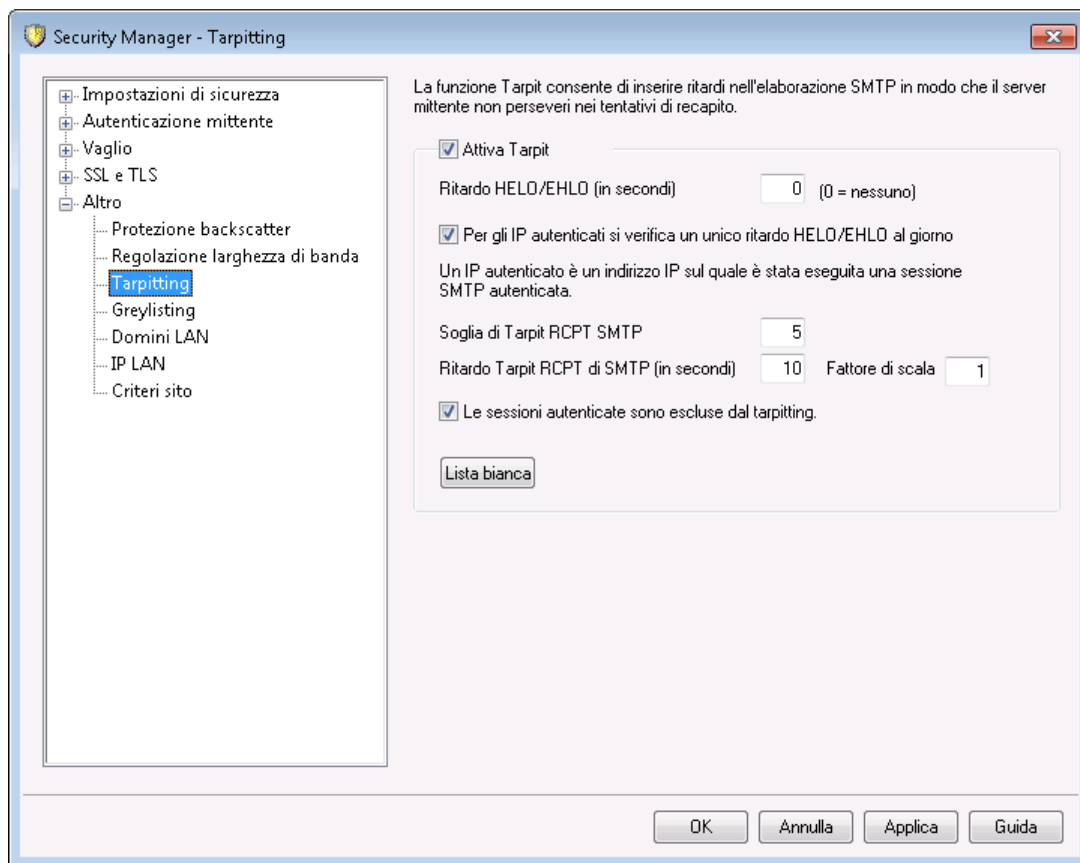 Security Manager - Tarpitting
Impostazioni di sicurezza
Autenticazione mittente
Vaglio
SSL e TLS
Altro
Protezione backscatter
Regolazione larghezza di banda
Tarpitting
Greylisting
Domini LAN
IP LAN
Criteri sito
La funzione Tarpit consente di inserire ritardi nell'elaborazione SMTP in modo che il server
mittente non perseveri nei tentativi di recapito.
Attiva Tarpit
Ritardo HELO/EHLO (in secondi) 0 (0 = nessuno)
Per gli IP autenticati si verifica un unico ritardo HELO/EHLO al giorno
Un IP autenticato è un indirizzo IP sul quale è stata eseguita una sessione
SMTP autenticata.
Soglia di Tarpit RCPT SMTP 5
Ritardo Tarpit RCPT di SMTP (in secondi) 10 Fattore di scala 1
Le sessioni autenticate sono escluse dal tarpitting.
Lista bianca
OK Annulla Applica Guida